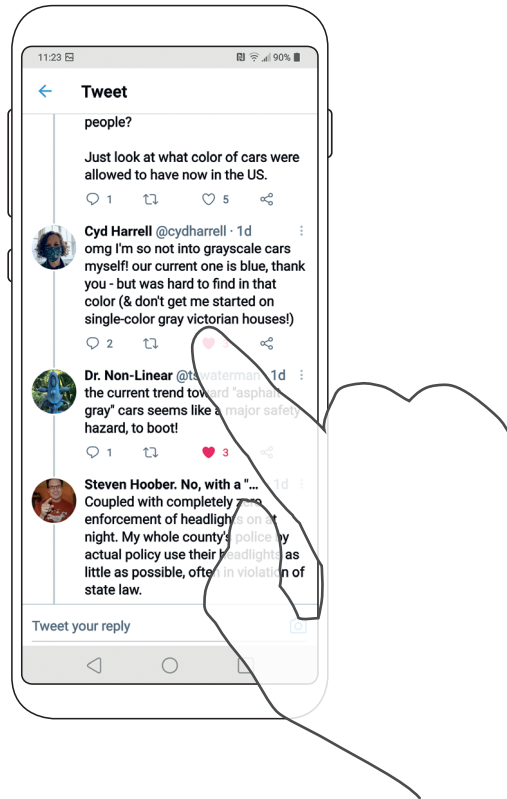 11:23 90%
Tweet
people?
Just look at what color of cars were
allowed to have now in the US.
1 5
Cyd Harrell @cydharrell · 1d
omg I'm so not into grayscale cars
myself! our current one is blue, thank
you - but was hard to find in that
color (& don't get me started on
single-color gray victorian houses!)
2
Dr. Non-Linear @tswaterman · 1d
the current trend toward "asphalt
gray" cars seems like a major safety
hazard, to boot!
1 3
Steven Hoober. No, with a "... · 1d
Coupled with completely zero
enforcement of headlights on at
night. My whole county's police by
actual policy use their headlights as
little as possible, often in violation of
state law.
Tweet your reply